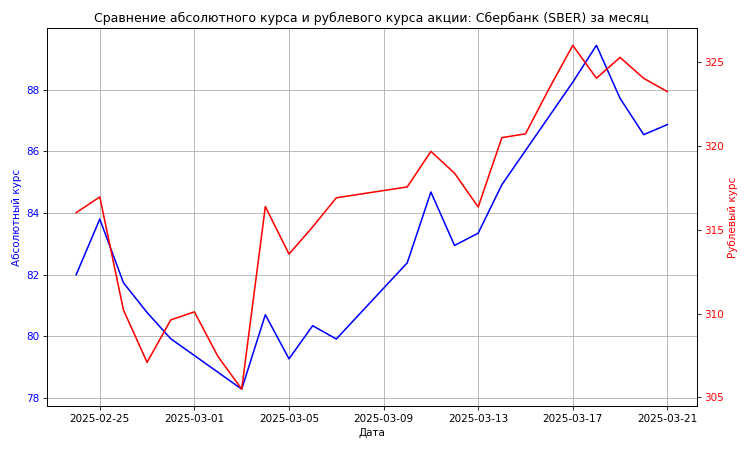 Сравнение абсолютного курса и рублевого курса акции: Сбербанк (SBER) за месяц
Абсолютный курс
88
86
84
82
80
78
325
320
315
310
305
Рублевый курс
2025-02-25 2025-03-01 2025-03-05 2025-03-09 2025-03-13 2025-03-17 2025-03-21
Дата